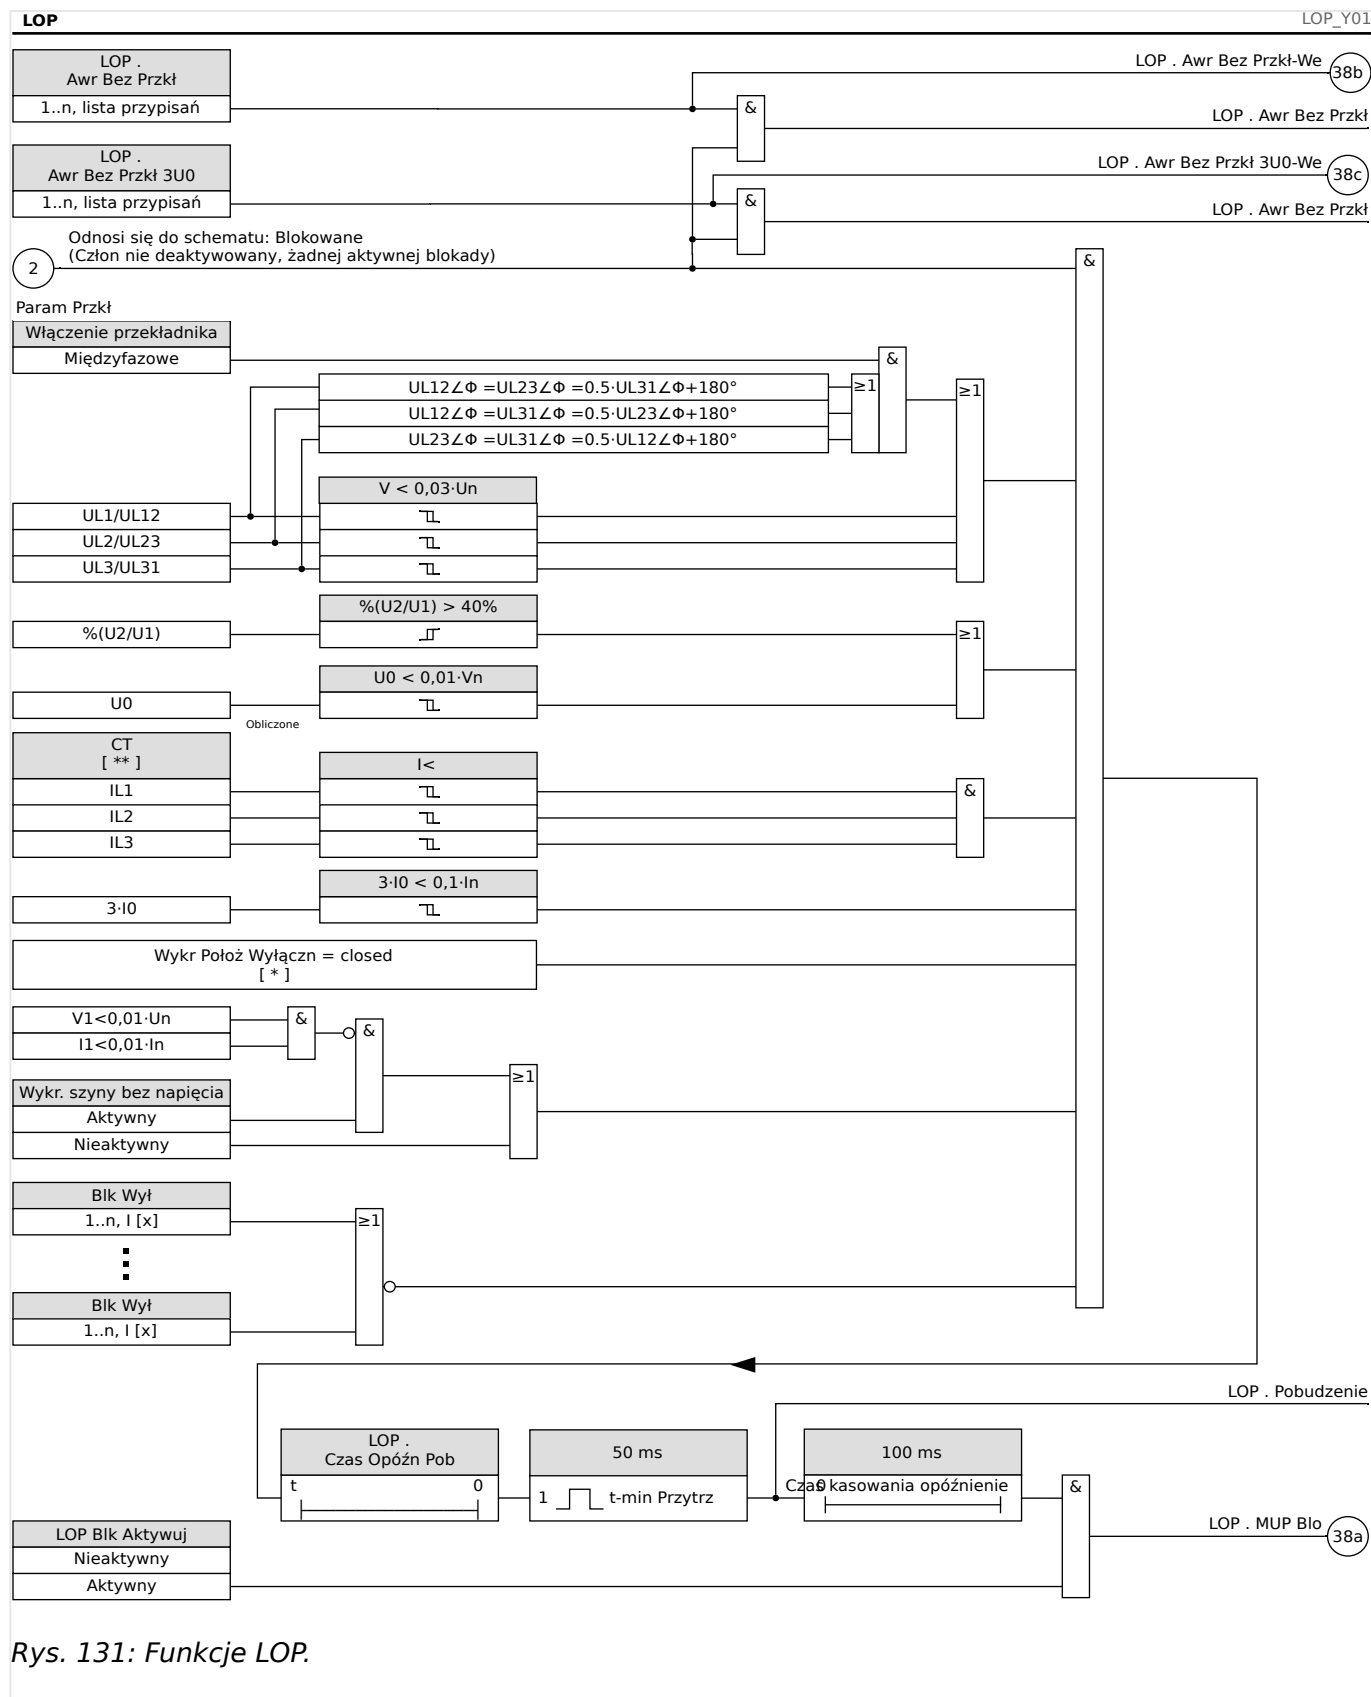 LOP
LOP_Y01
LOP .
Awr Bez Przkł
1..n, lista przypisań
LOP . Awr Bez Przkł-We
38b
&
LOP . Awr Bez Przkł
LOP .
Awr Bez Przkł 3U0
1..n, lista przypisań
LOP . Awr Bez Przkł 3U0-We
38c
&
LOP . Awr Bez Przkł
Odnosi się do schematu: Blokowane
(Człon nie deaktywowany, żadnej aktywnej blokady)
2
&
Param Przkł
Włączenie przekładnika
Międzyfazowe
&
UL12∠Φ =UL23∠Φ =0.5·UL31∠Φ+180°
UL12∠Φ =UL31∠Φ =0.5·UL23∠Φ+180°
UL23∠Φ =UL31∠Φ =0.5·UL12∠Φ+180°
≥1
≥1
V < 0,03·Un
UL1/UL12
UL2/UL23
UL3/UL31
%(U2/U1) > 40%
%(U2/U1)
≥1
U0 < 0,01·Vn
U0
Obliczone
CT
[ ** ]
I<
IL1
IL2
IL3
&
3·I0 < 0,1·In
3·I0
Wykr Położ Wyłączn = closed
[ * ]
V1<0,01·Un
I1<0,01·In
&
&
Wykr. szyny bez napięcia
Aktywny
Nieaktywny
≥1
Blk Wył
1..n, I [x]
≥1
Blk Wył
1..n, I [x]
LOP . Pobudzenie
LOP .
Czas Opóźn Pob
t
0
50 ms
1
t-min Przytrz
100 ms
0
Czas kasowania opóźnienie
&
LOP Blk Aktywuj
Nieaktywny
Aktywny
LOP . MUP Blo
38a
Rys. 131: Funkcje LOP.